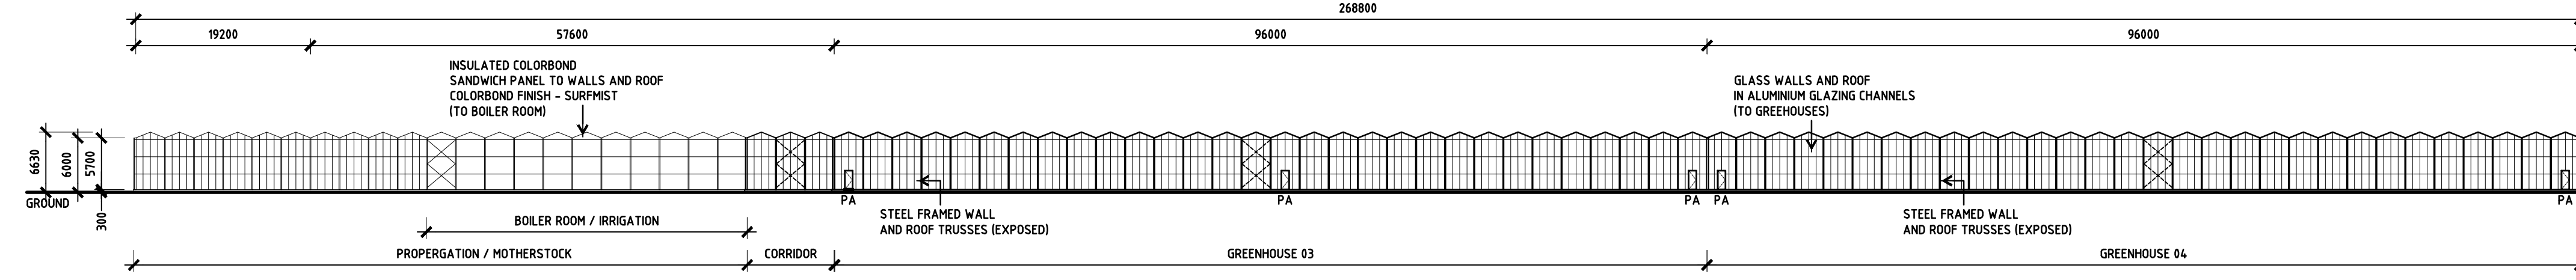 268800
19200
57600
96000
96000
INSULATED COLORBOND
SANDWICH PANEL TO WALLS AND ROOF
COLORBOND FINISH - SURFMIST
(TO BOILER ROOM)
GLASS WALLS AND ROOF
IN ALUMINIUM GLAZING CHANNELS
(TO GREEHOUSES)
6630
6000
5700
300
GROUND
PA
PA
PA
PA
PA
BOILER ROOM / IRRIGATION
STEEL FRAMED WALL
AND ROOF TRUSSES (EXPOSED)
STEEL FRAMED WALL
AND ROOF TRUSSES (EXPOSED)
PROPERGATION / MOTHERSTOCK
CORRIDOR
GREENHOUSE 03
GREENHOUSE 04